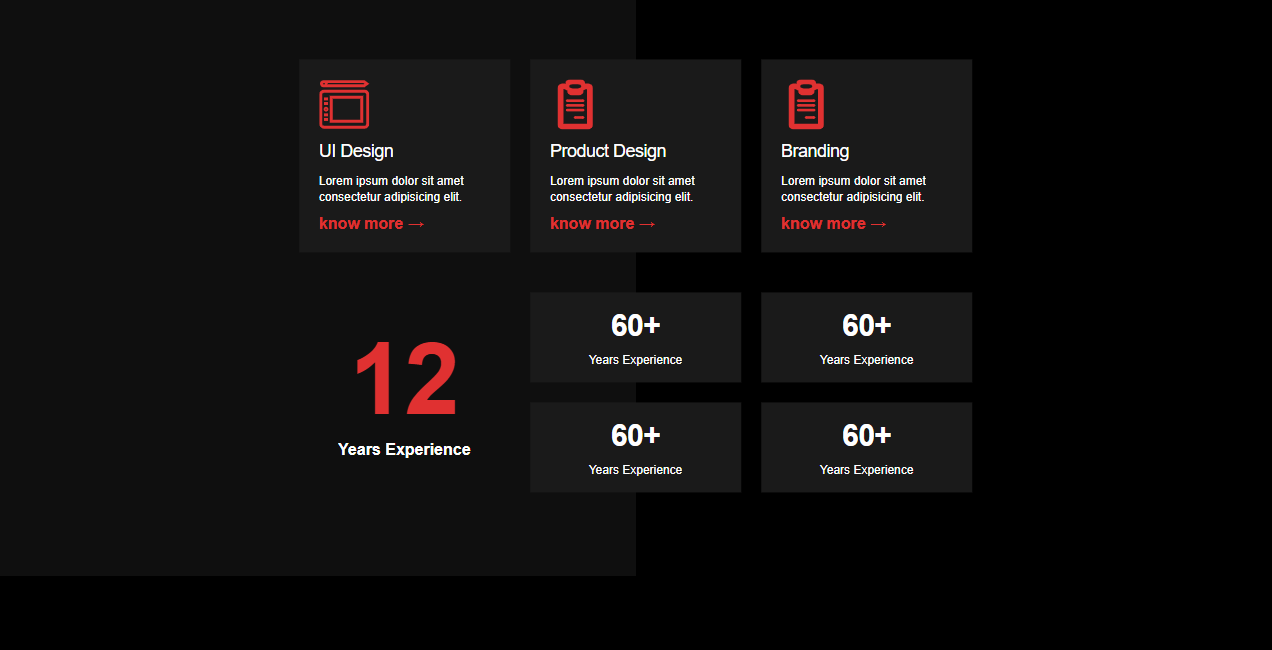 UI Design
Lorem ipsum dolor sit amet
consectetur adipisicing elit.
know more →
Product Design
Lorem ipsum dolor sit amet
consectetur adipisicing elit.
know more →
Branding
Lorem ipsum dolor sit amet
consectetur adipisicing elit.
know more →
12
Years Experience
60+
Years Experience
60+
Years Experience
60+
Years Experience
60+
Years Experience